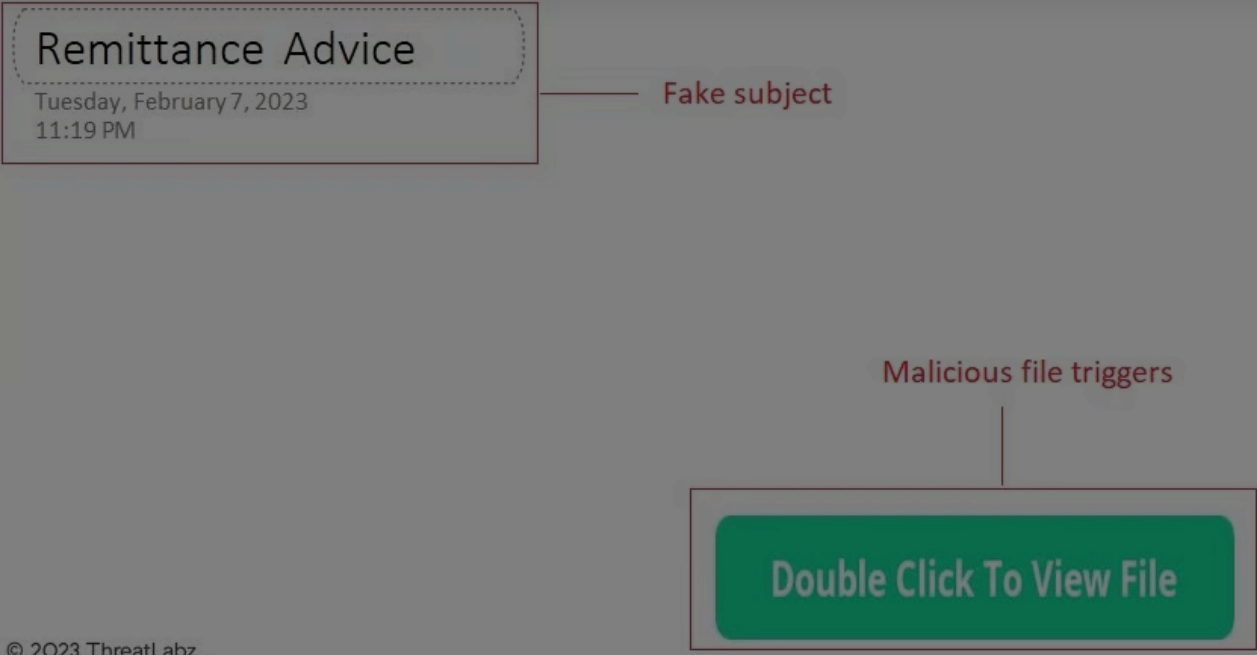 Remittance Advice
Tuesday, February 7, 2023
11:19 PM
Fake subject
Malicious file triggers
Double Click To View File
© 2023 ThreatLabz